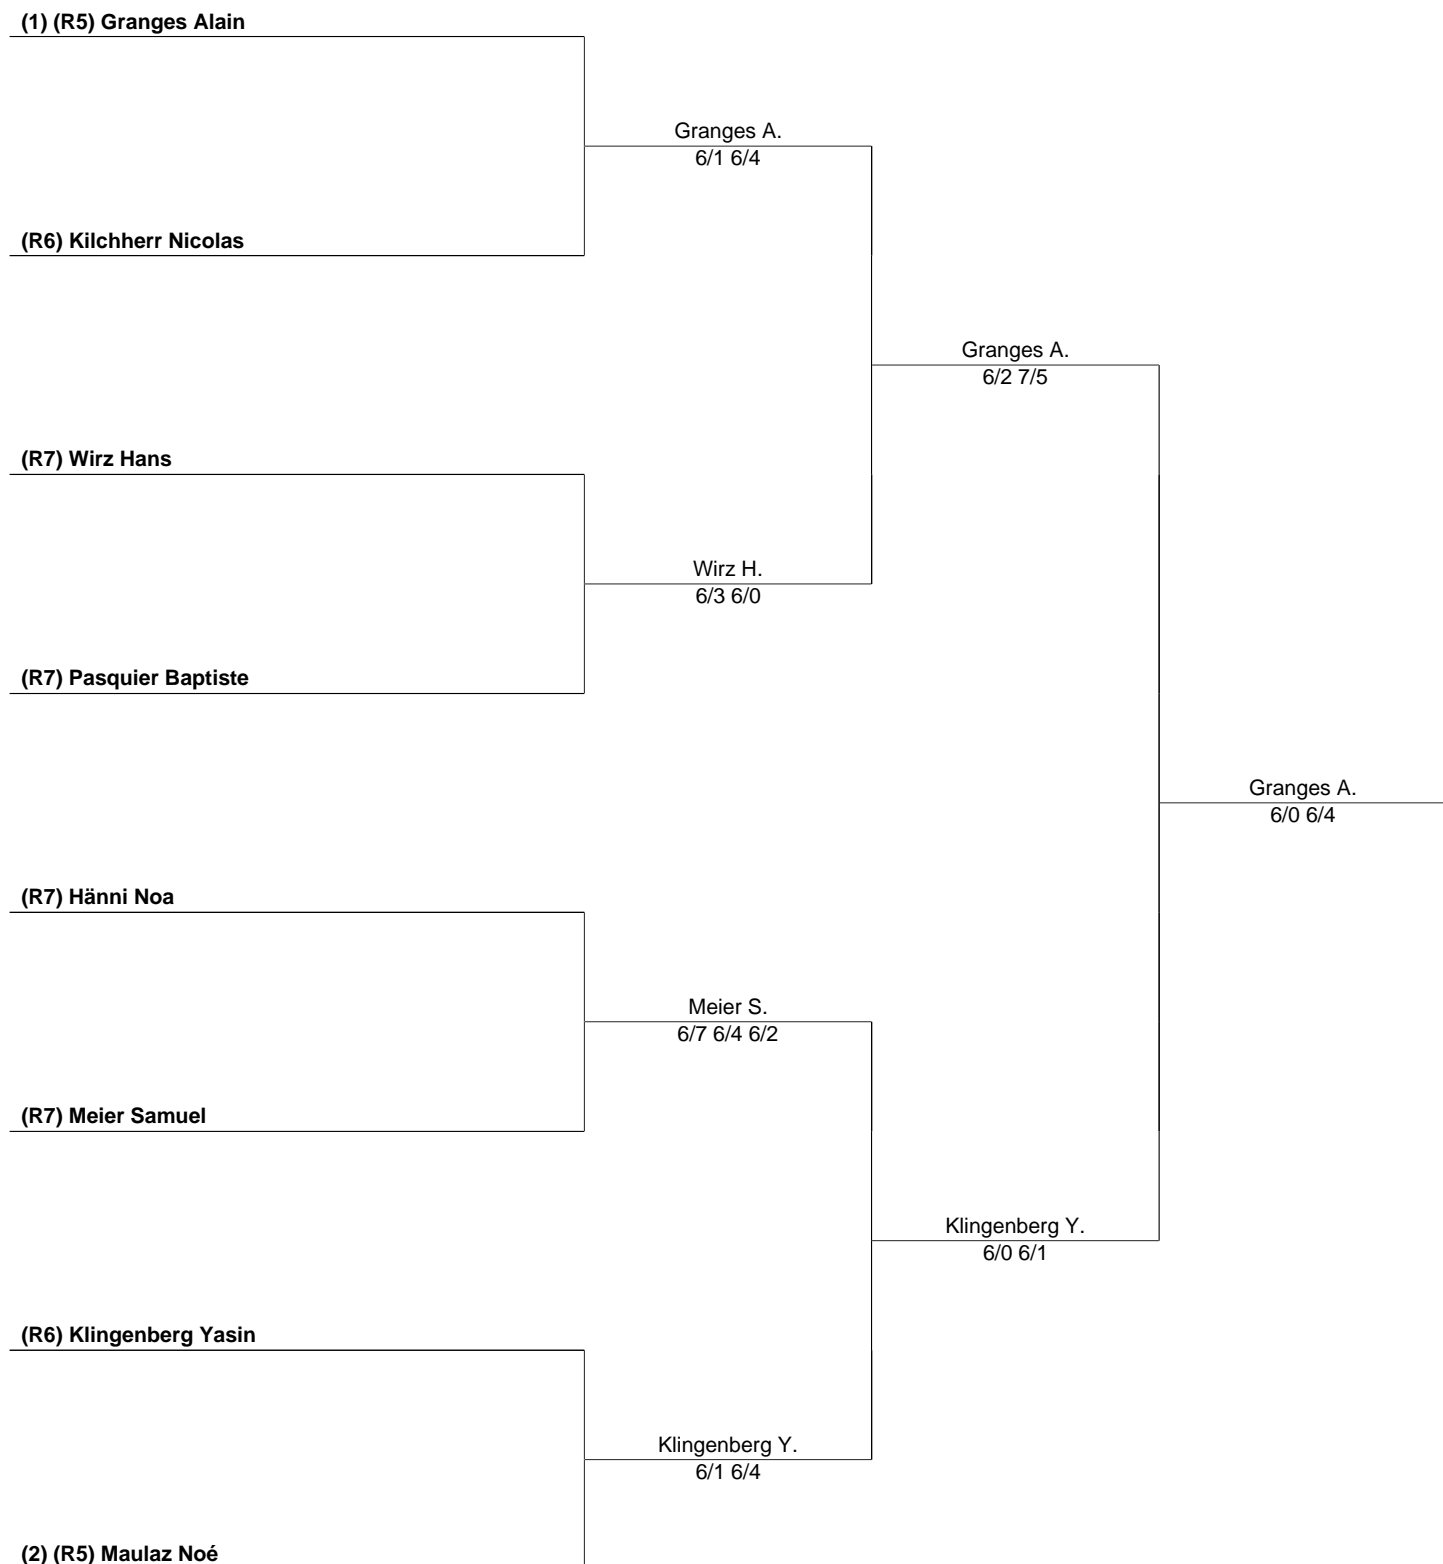 (1) (R5) Granges Alain
Granges A.
6/1 6/4
(R6) Kilchherr Nicolas
Granges A.
6/2 7/5
(R7) Wirz Hans
Wirz H.
6/3 6/0
(R7) Pasquier Baptiste
Granges A.
6/0 6/4
(R7) Hänni Noa
Meier S.
6/7 6/4 6/2
(R7) Meier Samuel
Klingenberg Y.
6/0 6/1
(R6) Klingenberg Yasin
Klingenberg Y.
6/1 6/4
(2) (R5) Maulaz Noé